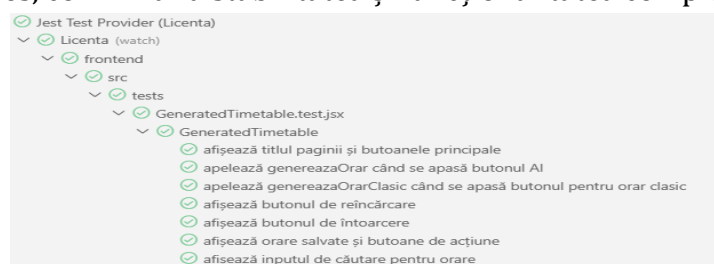 Jest Test Provider (Licenta)
Licenta (watch)
frontend
src
tests
GeneratedTimetable.test.jsx
GeneratedTimetable
afișează titlul paginii și butoanele principale
apelează genereazaOrar când se apasă butonul AI
apelează genereazaOrarClasic când se apasă butonul pentru orar clasic
afișează butonul de reîncărcare
afișează butonul de întoarcere
afișează orare salvate și butoane de acțiune
afișează inputul de căutare pentru orare